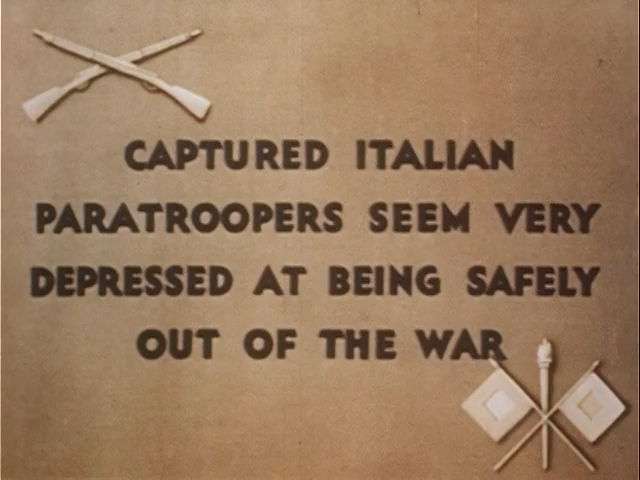 CAPTURED ITALIAN
PARATROOPERS SEEM VERY
DEPRESSED AT BEING SAFELY
OUT OF THE WAR